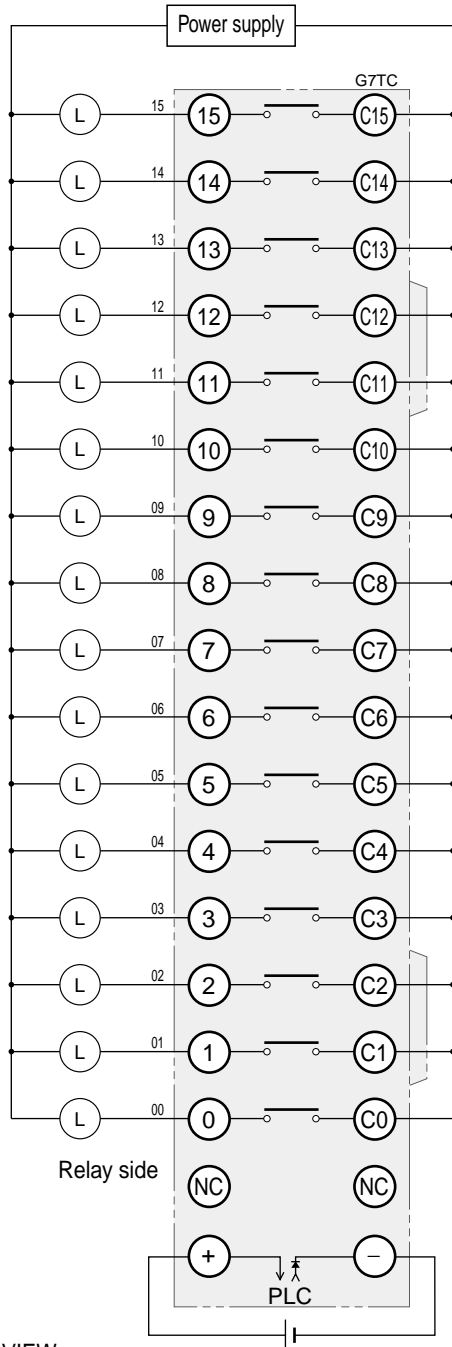 Power supply
G7TC
L 15 15 C15
L 14 14 C14
L 13 13 C13
L 12 12 C12
L 11 11 C11
L 10 10 C10
L 09 9 C9
L 08 8 C8
L 07 7 C7
L 06 6 C6
L 05 5 C5
L 04 4 C4
L 03 3 C3
L 02 2 C2
L 01 1 C1
L 00 0 C0
Relay side
NC NC
+ −
PLC
VIEW